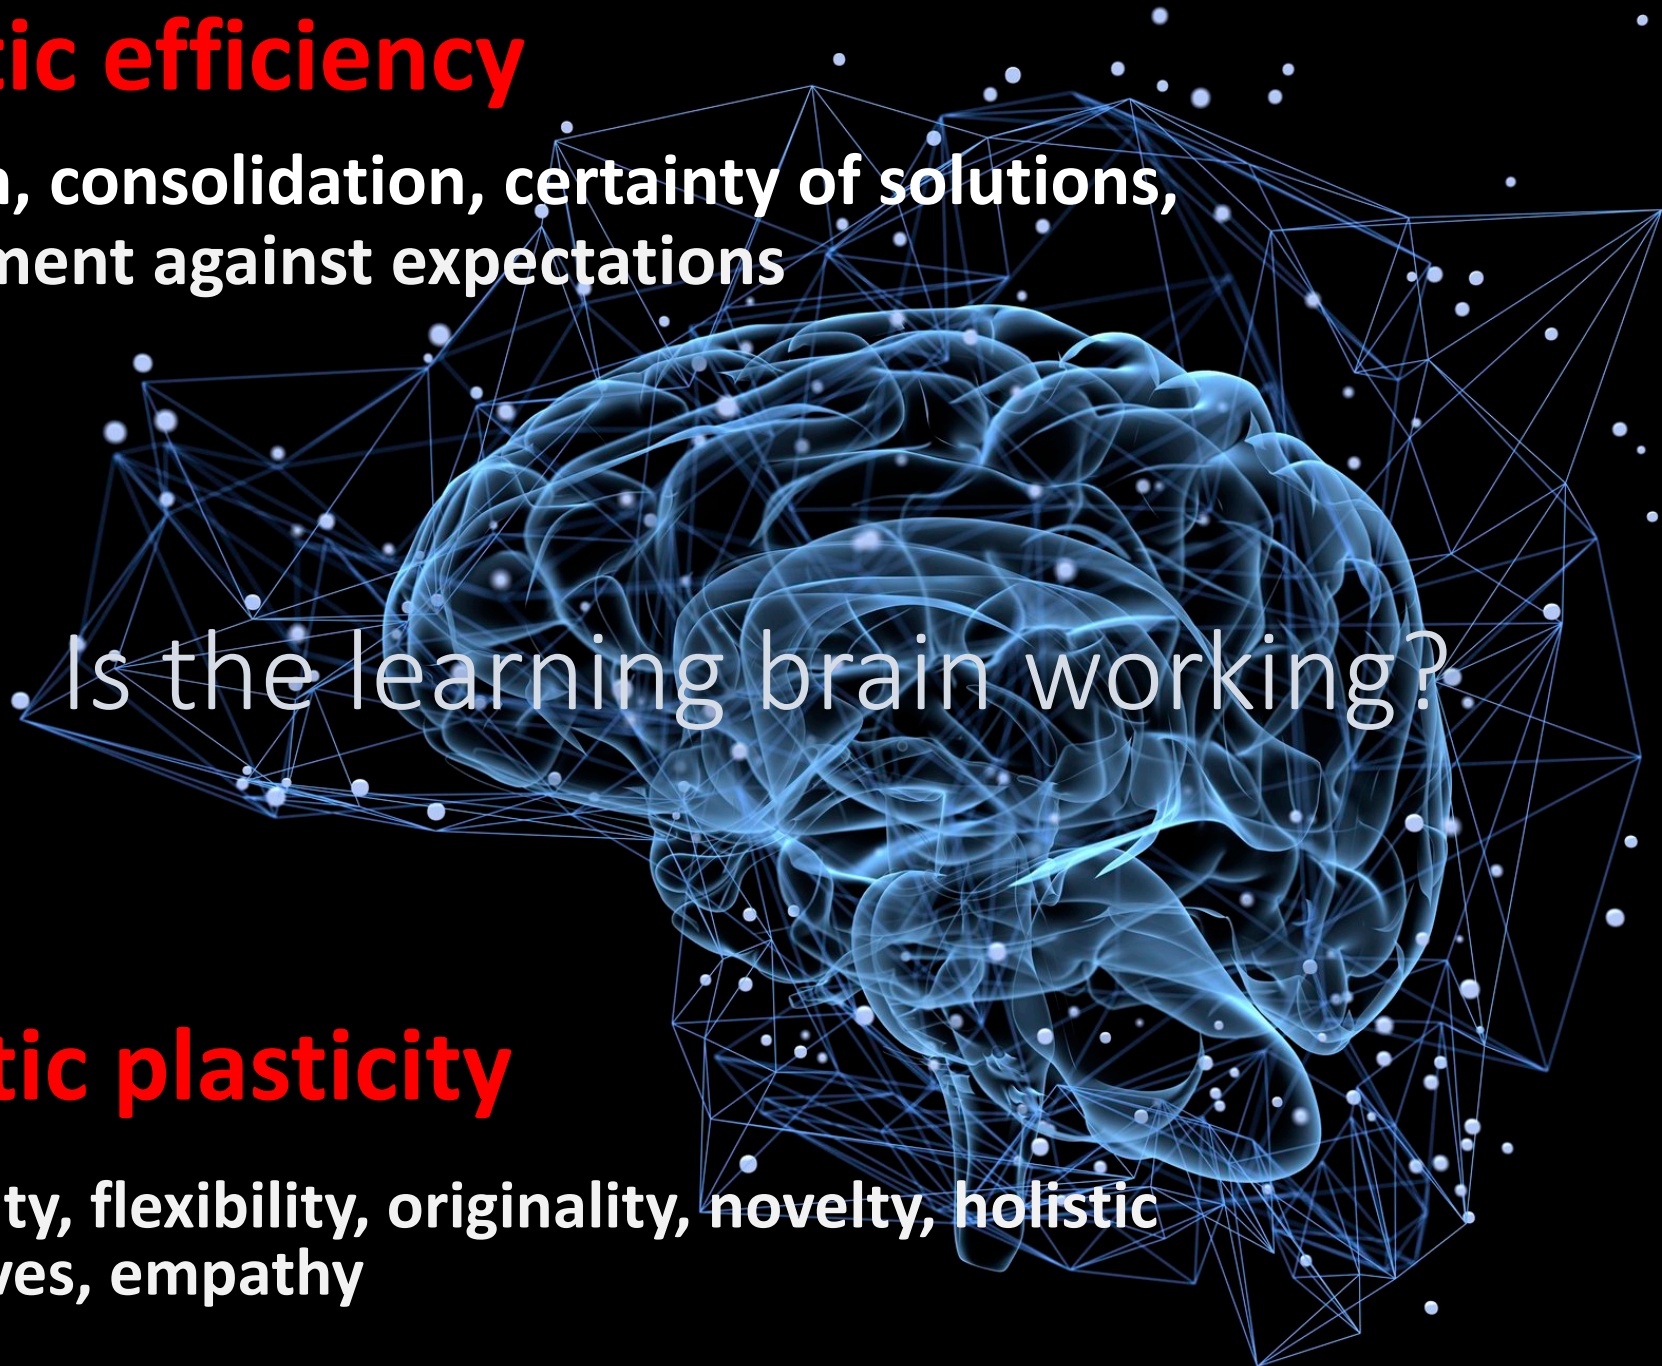 tic efficiency
n, consolidation, certainty of solutions,
ment against expectations
Is the learning brain working?
tic plasticity
ty, flexibility, originality, novelty, holistic
ves, empathy